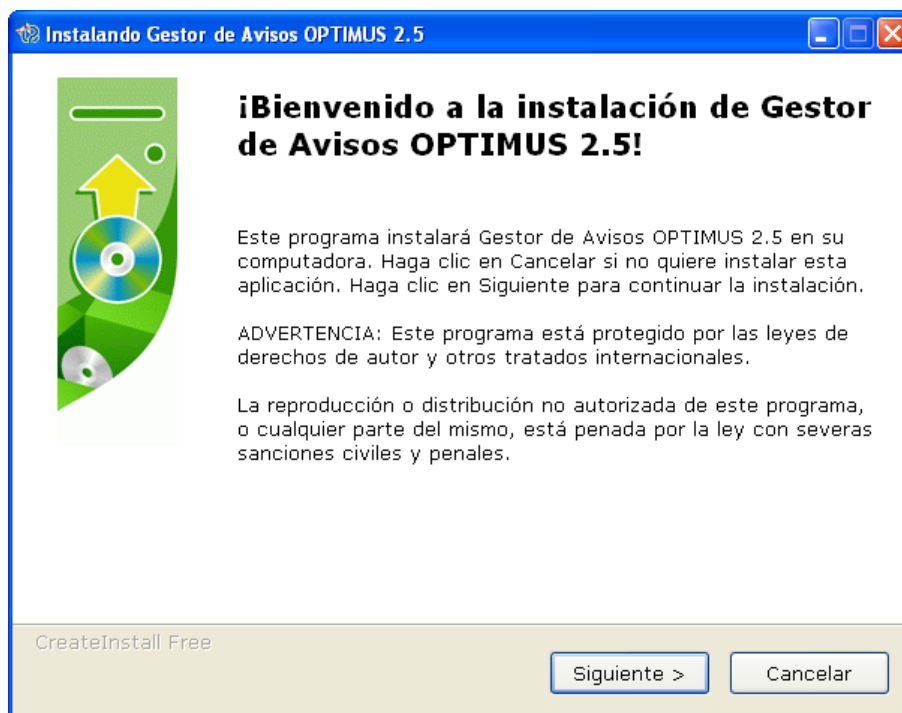 Instalando Gestor de Avisos OPTIMUS 2.5
¡Bienvenido a la instalación de Gestor
de Avisos OPTIMUS 2.5!
Este programa instalará Gestor de Avisos OPTIMUS 2.5 en su
computadora. Haga clic en Cancelar si no quiere instalar esta
aplicación. Haga clic en Siguiente para continuar la instalación.
ADVERTENCIA: Este programa está protegido por las leyes de
derechos de autor y otros tratados internacionales.
La reproducción o distribución no autorizada de este programa,
o cualquier parte del mismo, está penada por la ley con severas
sanciones civiles y penales.
CreateInstall Free
Siguiente >
Cancelar